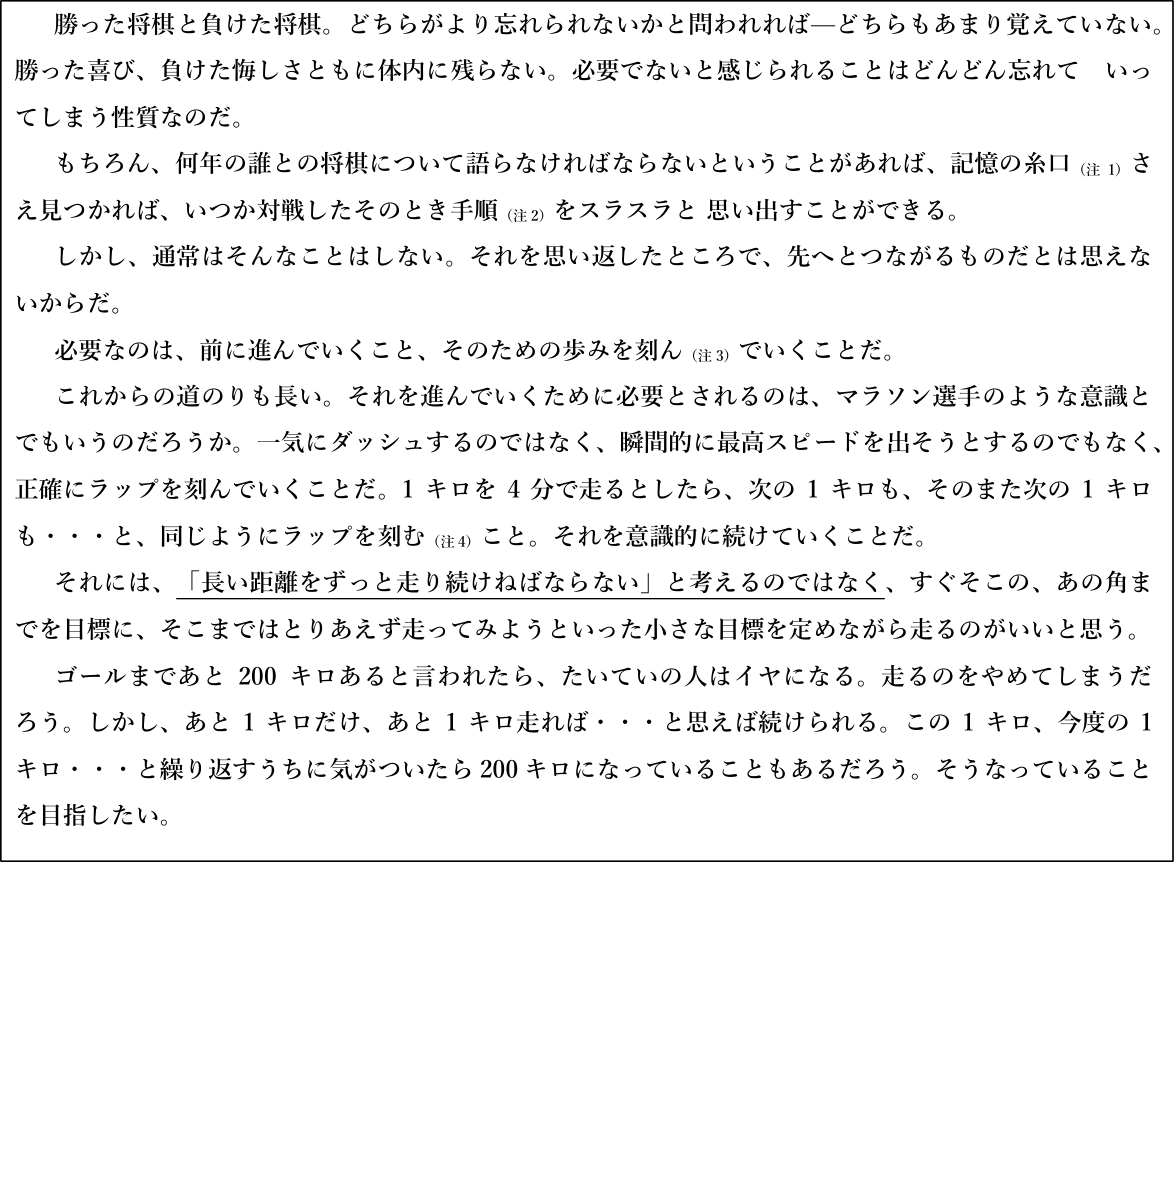 勝った将棋と負けた将棋。どちらがより忘れられないかと問われれば―どちらもあまり覚えていない。
勝った喜び、負けた悔しさともに体内に残らない。必要でないと感じられることはどんどん忘れて　いっ
てしまう性質なのだ。
もちろん、何年の誰との将棋について語らなければならないということがあれば、記憶の糸口（注 1）さ
え見つかれば、いつか対戦したそのとき手順（注 2）をスラスラと 思い出すことができる。
しかし、通常はそんなことはしない。それを思い返したところで、先へとつながるものだとは思えな
いからだ。
必要なのは、前に進んでいくこと、そのための歩みを刻ん（注 3）でいくことだ。
これからの道のりも長い。それを進んでいくために必要とされるのは、マラソン選手のような意識と
でもいうのだろうか。一気にダッシュするのではなく、瞬間的に最高スピードを出そうとするのでもなく、
正確にラップを刻んでいくことだ。1 キロを 4 分で走るとしたら、次の 1 キロも、そのまた次の 1 キロ
も・・・と、同じようにラップを刻む（注 4）こと。それを意識的に続けていくことだ。
それには、「長い距離をずっと走り続けねばならない」と考えるのではなく、すぐそこの、あの角ま
でを目標に、そこまではとりあえず走ってみようといった小さな目標を定めながら走るのがいいと思う。
ゴールまであと 200 キロあると言われたら、たいていの人はイヤになる。走るのをやめてしまうだ
ろう。しかし、あと 1 キロだけ、あと 1 キロ走れば・・・と思えば続けられる。この 1 キロ、今度の 1
キロ・・・と繰り返すうちに気がついたら 200 キロになっていることもあるだろう。そうなっていること
を目指したい。